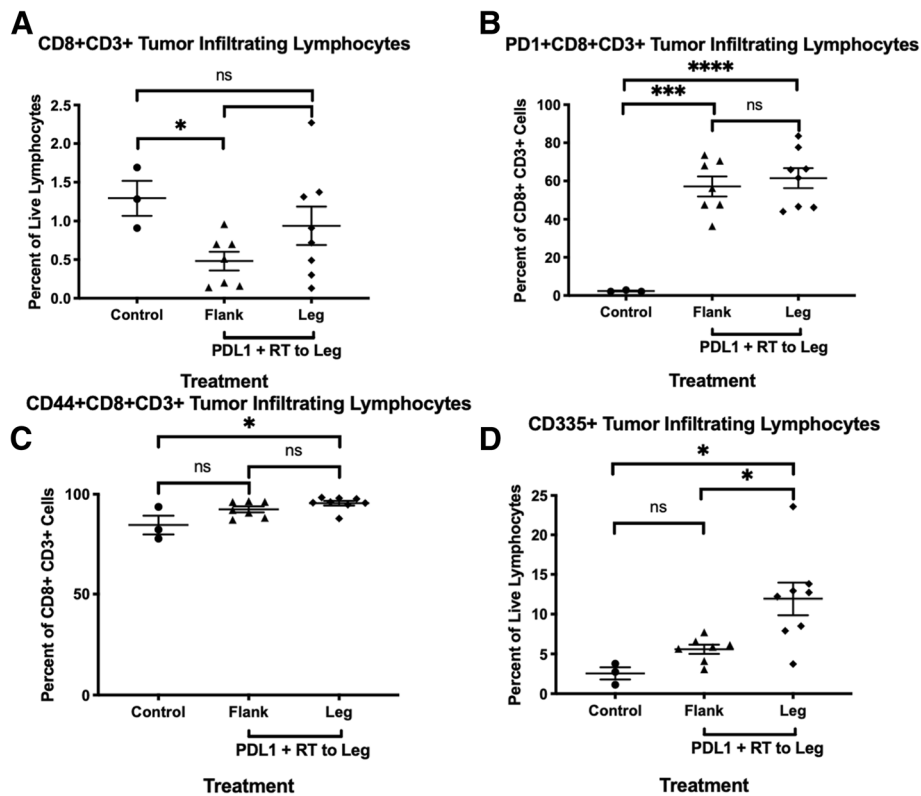 A
CD8+CD3+ Tumor Infiltrating Lymphocytes
ns
*
Percent of Live Lymphocytes
2.5
2.0
1.5
1.0
0.5
0.0
Control Flank Leg
PDL1 + RT to Leg
Treatment
B
PD1+CD8+CD3+ Tumor Infiltrating Lymphocytes
****
***
ns
Percent of CD8+ CD3+ Cells
100
80
60
40
20
0
Control Flank Leg
PDL1 + RT to Leg
Treatment
C
CD44+CD8+CD3+ Tumor Infiltrating Lymphocytes
*
ns
ns
Percent of CD8+ CD3+ Cells
100
50
0
Control Flank Leg
PDL1 + RT to Leg
Treatment
D
CD335+ Tumor Infiltrating Lymphocytes
*
*
ns
Percent of Live Lymphocytes
25
20
15
10
5
0
Control Flank Leg
PDL1 + RT to Leg
Treatment